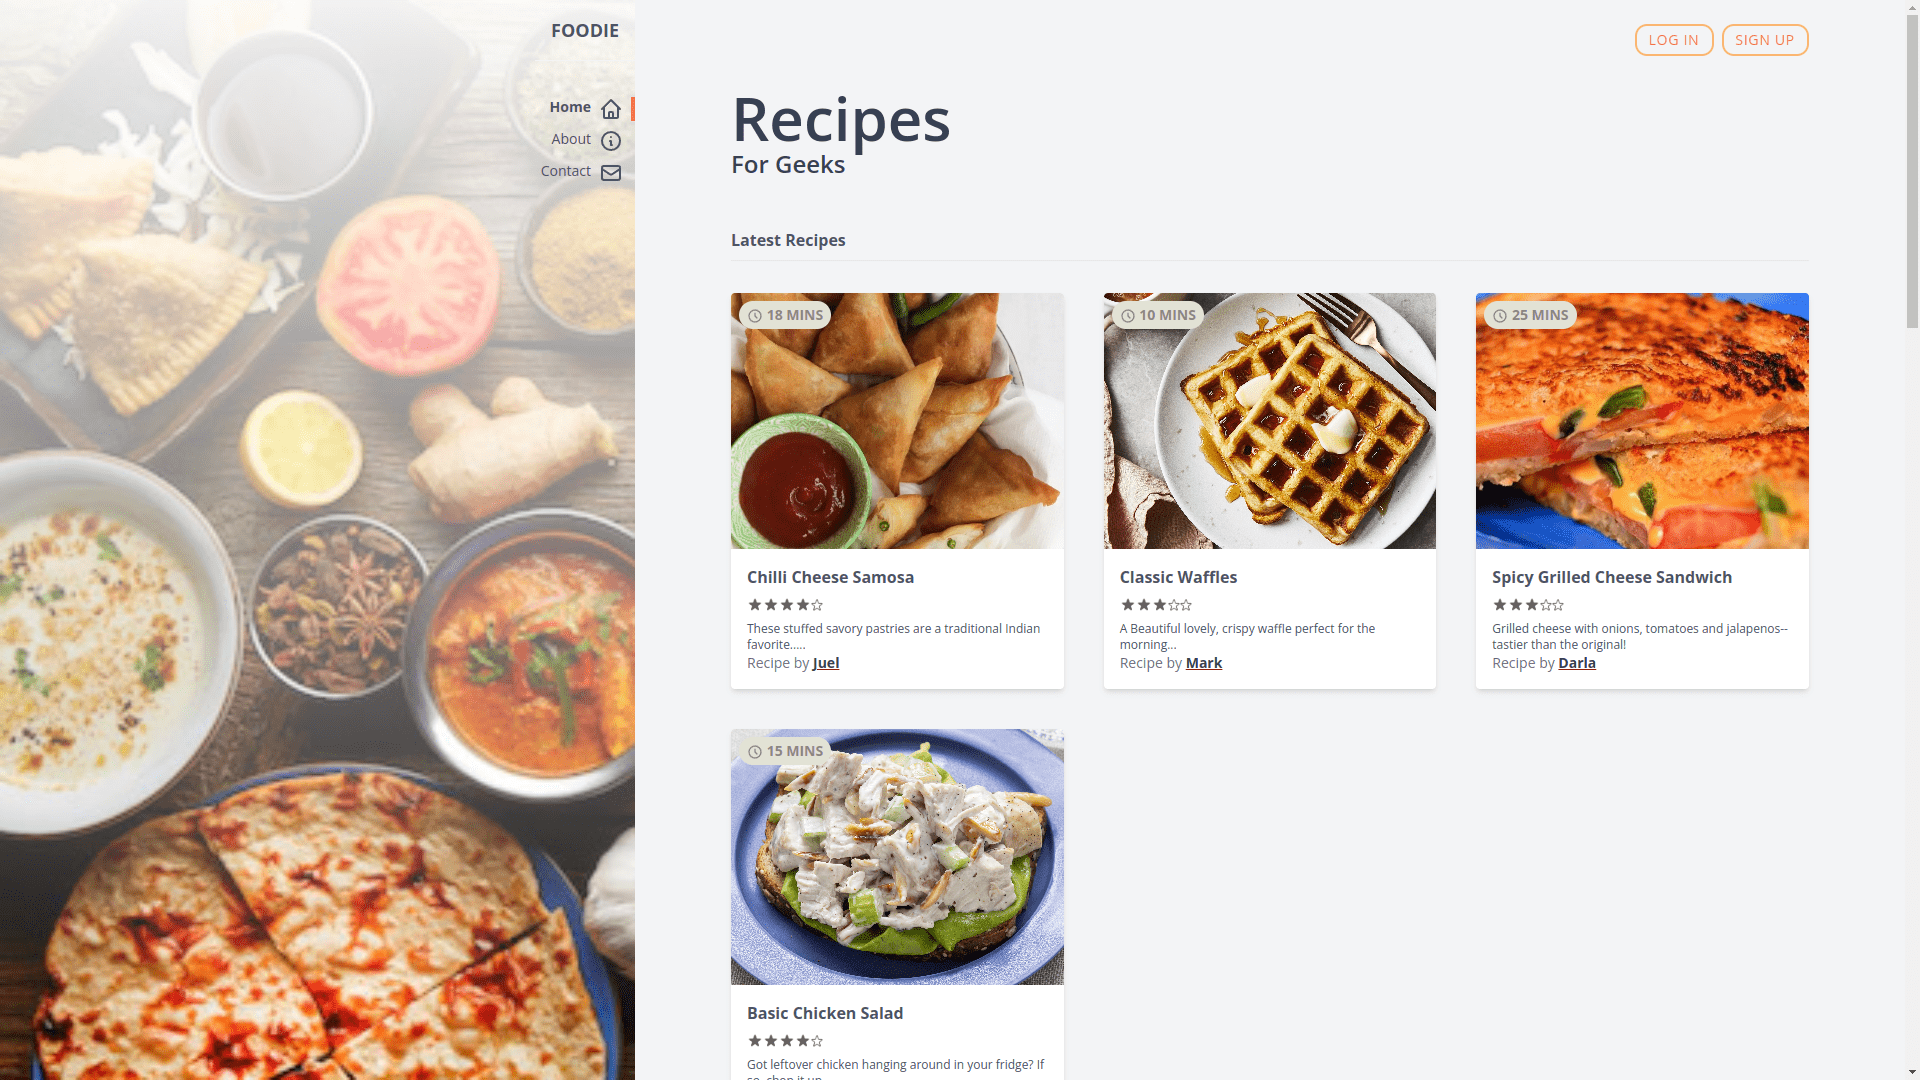 FOODIE
Home
About
Contact
LOG IN
SIGN UP
Recipes
For Geeks
Latest Recipes
18 MINS
Chilli Cheese Samosa
These stuffed savory pastries are a traditional Indian
favorite.....
Recipe by Juel
10 MINS
Classic Waffles
A Beautiful lovely, crispy waffle perfect for the
morning...
Recipe by Mark
25 MINS
Spicy Grilled Cheese Sandwich
Grilled cheese with onions, tomatoes and jalapenos--
tastier than the original!
Recipe by Darla
15 MINS
Basic Chicken Salad
Got leftover chicken hanging around in your fridge? If
so, chop it up